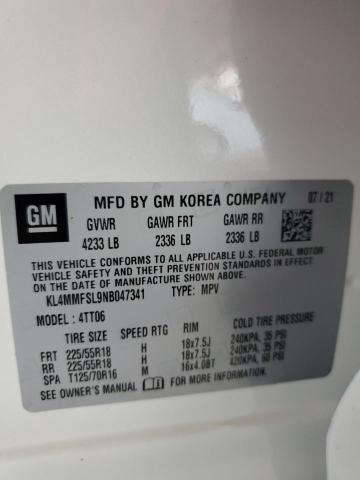 GM
MFD BY GM KOREA COMPANY 07/21
GVWR GAWR FRT GAWR RR
4233 LB 2336 LB 2336 LB
THIS VEHICLE CONFORMS TO ALL APPLICABLE U.S. FEDERAL MOTOR
VEHICLE SAFETY AND THEFT PREVENTION STANDARDS IN EFFECT ON
THE DATE OF MANUFACTURE SHOWN ABOVE.
KL4MMFSL9NB047341 TYPE: MPV
MODEL: 4TT06
TIRE SIZE SPEED RTG RIM COLD TIRE PRESSURE
FRT 225/55R18 H 18x7.5J 240KPA, 35 PSI
RR 225/55R18 H 18x7.5J 240KPA, 35 PSI
SPA T125/70R16 M 16x4.0BT 420KPA, 60 PSI
SEE OWNER'S MANUAL FOR MORE INFORMATION